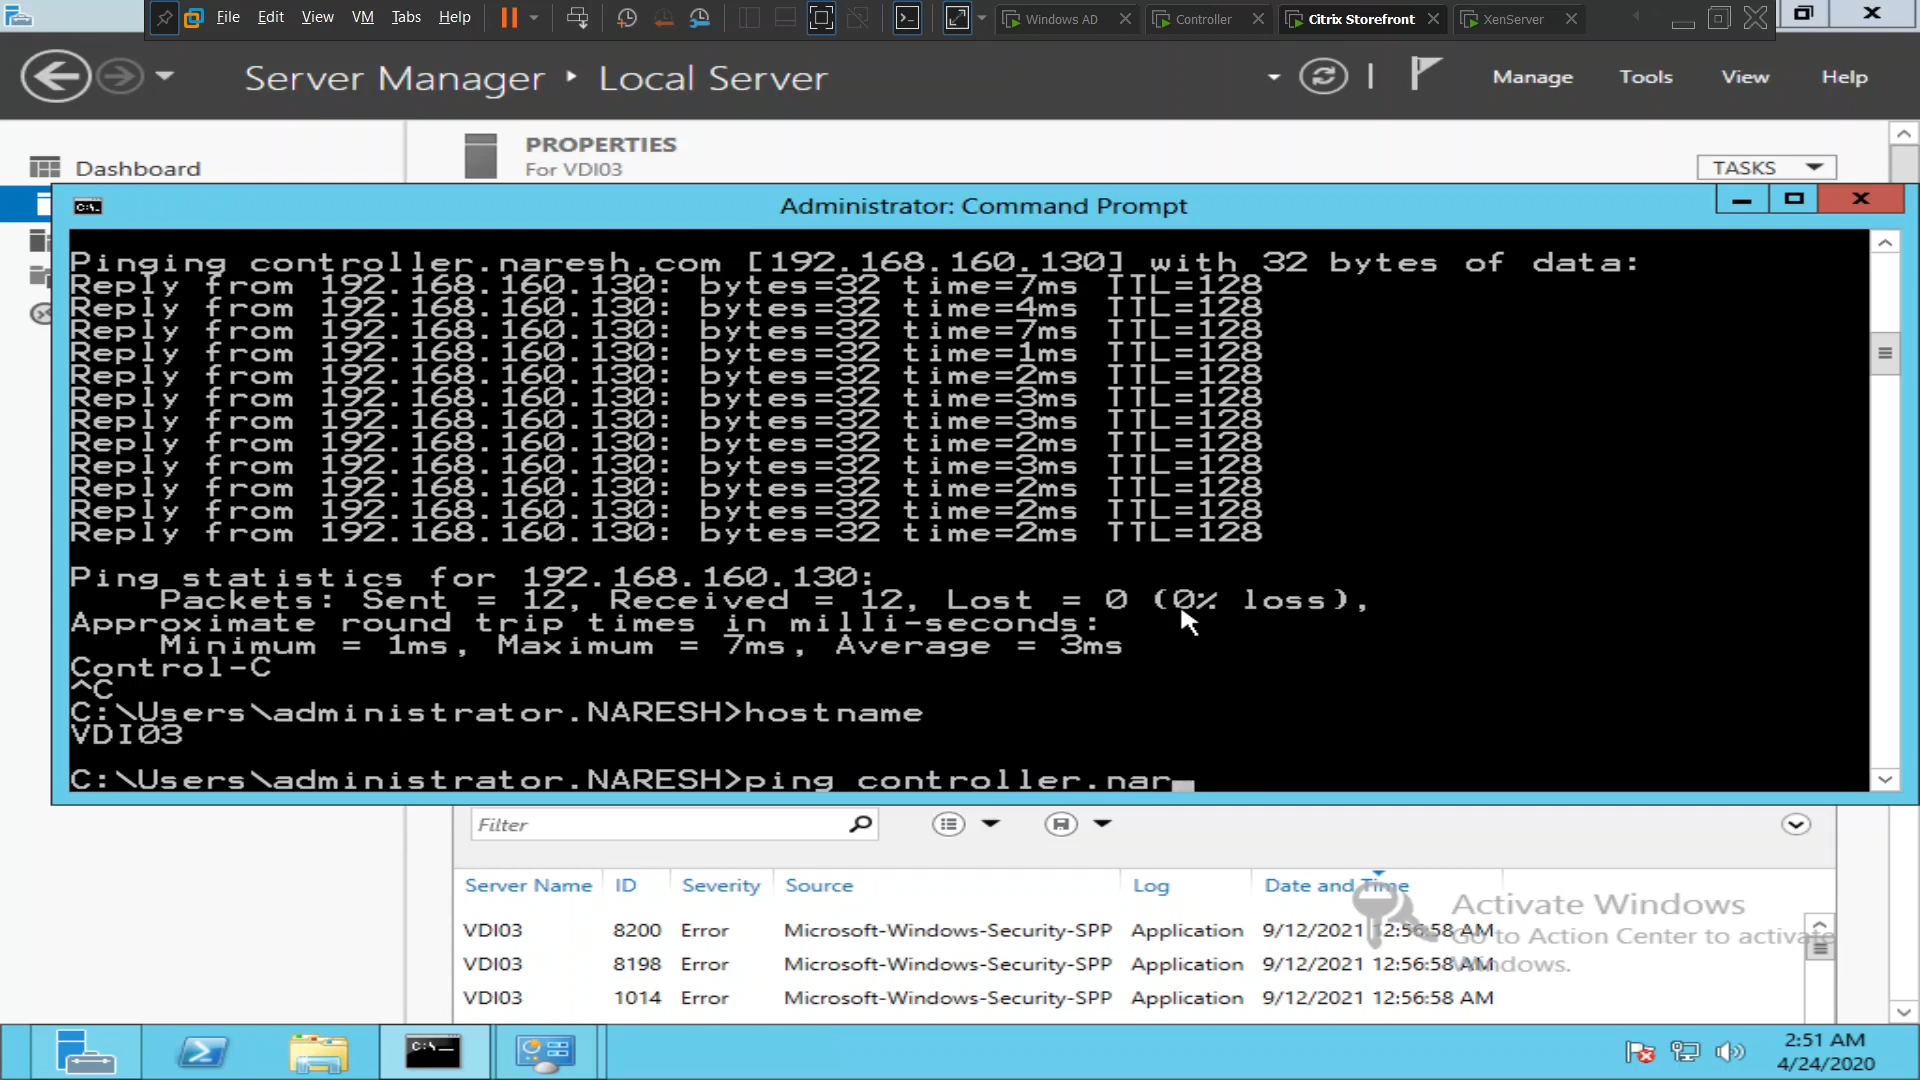 File Edit View VM Tabs Help
Windows AD
Controller
Citrix Storefront
XenServer
Server Manager Local Server
Manage Tools View Help
Dashboard
PROPERTIES
For VDI03
TASKS
Administrator: Command Prompt
Pinging controller.naresh.com [192.168.160.130] with 32 bytes of data:
Reply from 192.168.160.130: bytes=32 time=7ms TTL=128
Reply from 192.168.160.130: bytes=32 time=4ms TTL=128
Reply from 192.168.160.130: bytes=32 time=7ms TTL=128
Reply from 192.168.160.130: bytes=32 time=1ms TTL=128
Reply from 192.168.160.130: bytes=32 time=2ms TTL=128
Reply from 192.168.160.130: bytes=32 time=3ms TTL=128
Reply from 192.168.160.130: bytes=32 time=3ms TTL=128
Reply from 192.168.160.130: bytes=32 time=2ms TTL=128
Reply from 192.168.160.130: bytes=32 time=3ms TTL=128
Reply from 192.168.160.130: bytes=32 time=2ms TTL=128
Reply from 192.168.160.130: bytes=32 time=2ms TTL=128
Reply from 192.168.160.130: bytes=32 time=2ms TTL=128
Ping statistics for 192.168.160.130:
Packets: Sent = 12, Received = 12, Lost = 0 (0% loss),
Approximate round trip times in milli-seconds:
Minimum = 1ms, Maximum = 7ms, Average = 3ms
Control-C
^C
C:\Users\administrator.NARESH>hostname
VDI03
C:\Users\administrator.NARESH>ping controller.nar
Filter
Server Name ID Severity Source Log Date and Time
VDI03 8200 Error Microsoft-Windows-Security-SPP Application 9/12/2021 12:56:58 AM
VDI03 8198 Error Microsoft-Windows-Security-SPP Application 9/12/2021 12:56:58 AM
VDI03 1014 Error Microsoft-Windows-Security-SPP Application 9/12/2021 12:56:58 AM
Activate Windows
Go to Action Center to activate
Windows.
2:51 AM
4/24/2020